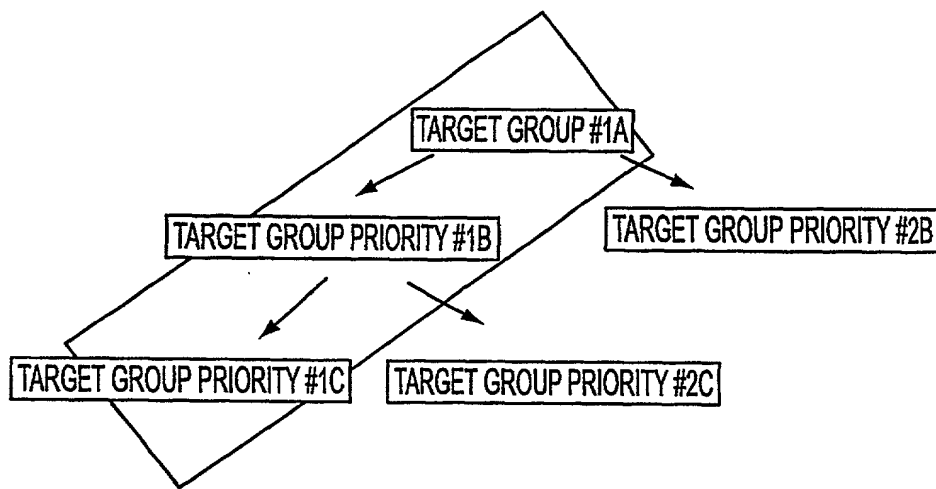 TARGET GROUP #1A
TARGET GROUP PRIORITY #1B
TARGET GROUP PRIORITY #2B
TARGET GROUP PRIORITY #1C
TARGET GROUP PRIORITY #2C